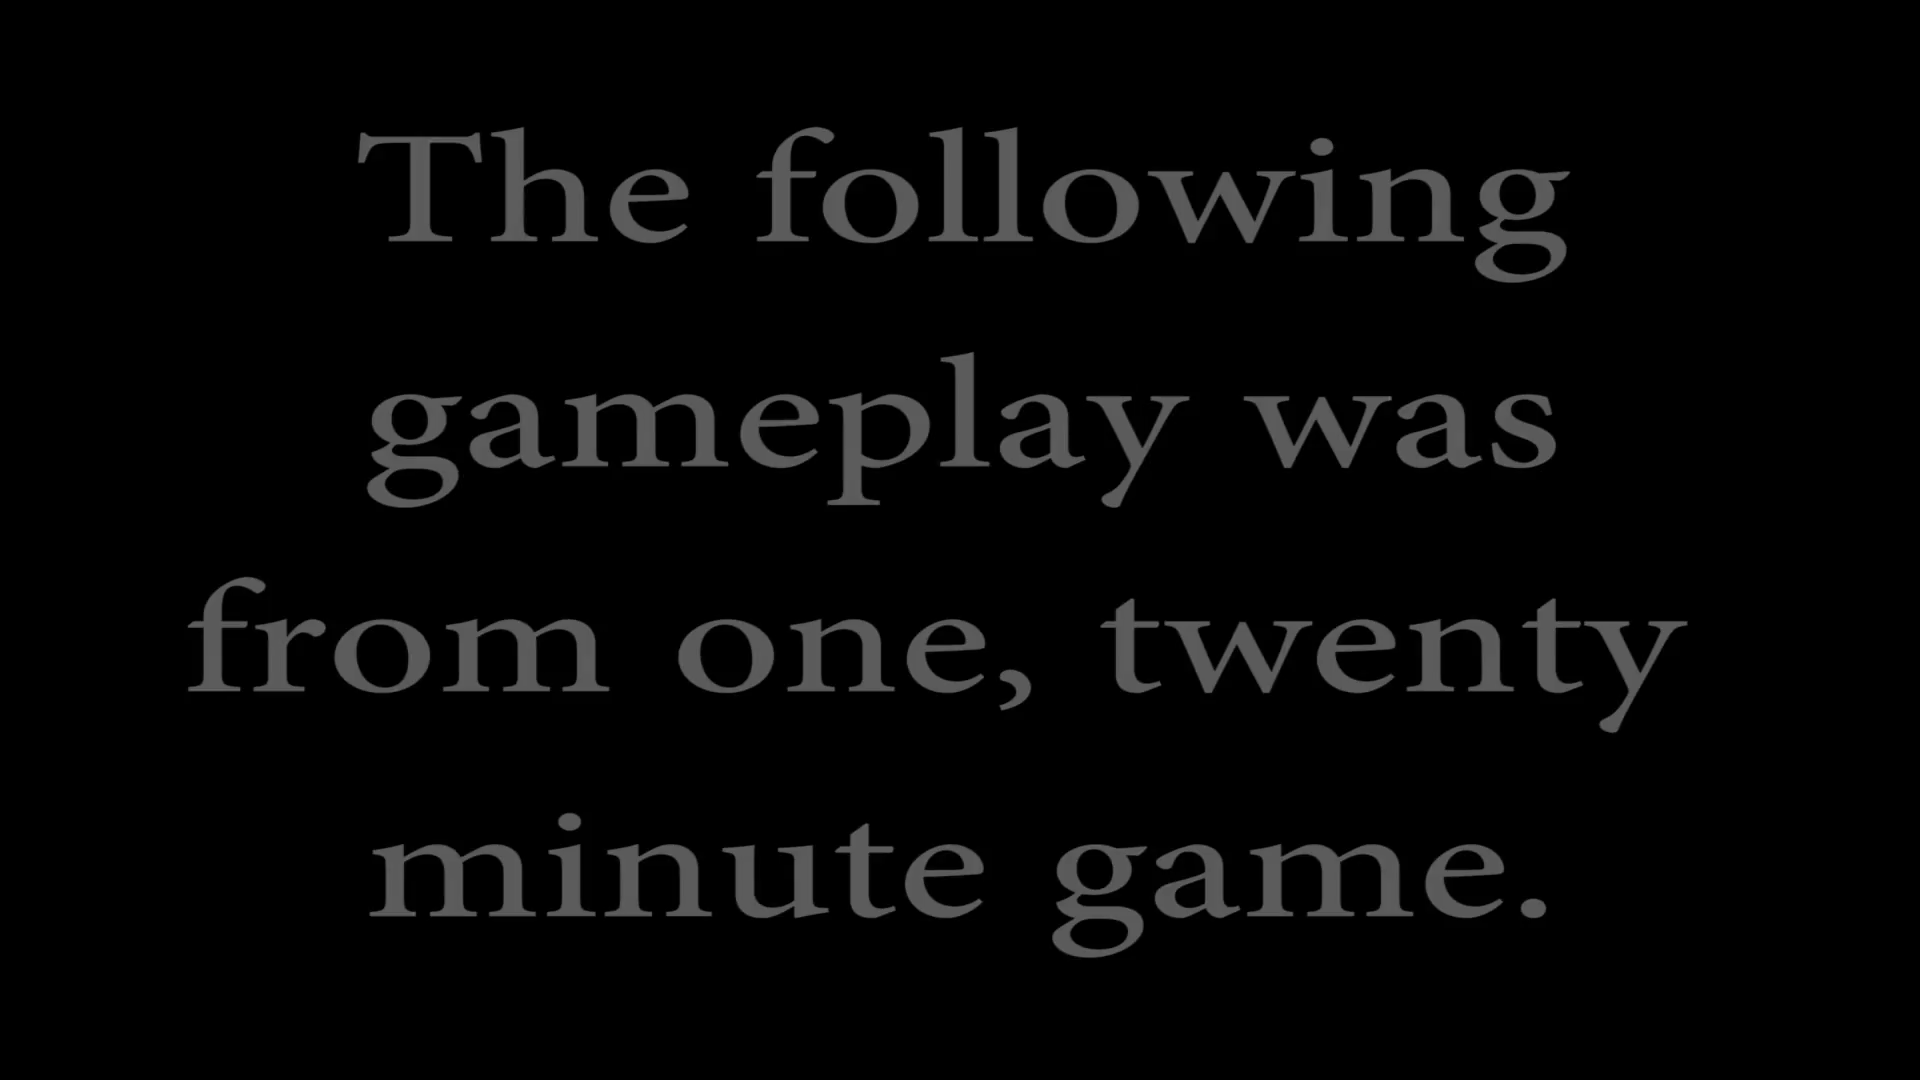 The following
gameplay was
from one, twenty
minute game.